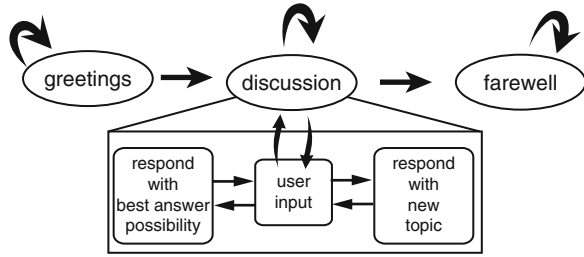 greetings
discussion
farewell
respond
with
best answer
possibility
user
input
respond
with
new
topic